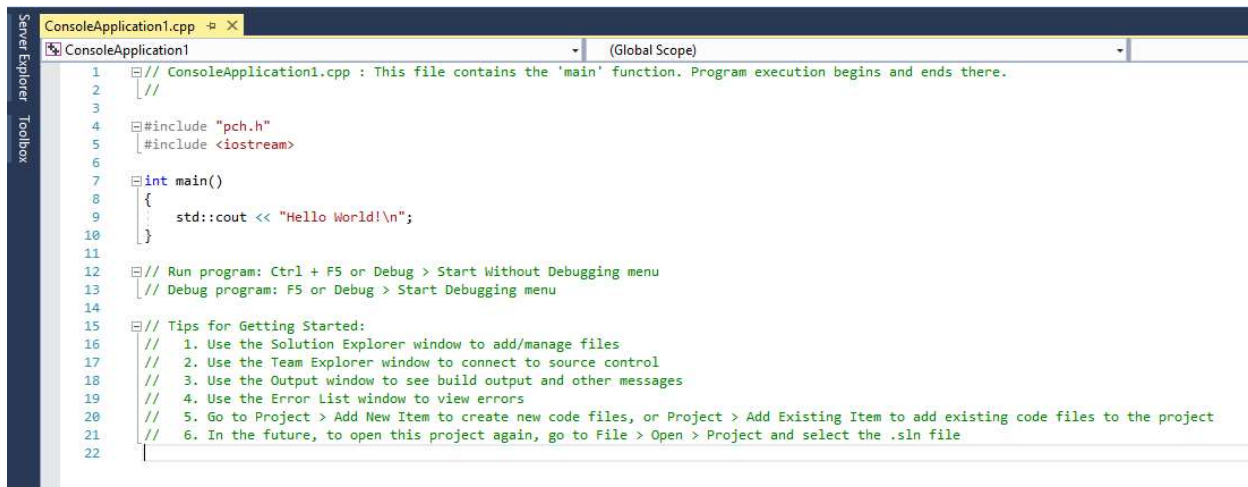 Server Explorer
Toolbox
ConsoleApplication1.cpp
ConsoleApplication1
(Global Scope)
1 // ConsoleApplication1.cpp : This file contains the 'main' function. Program execution begins and ends there.
2 //
3
4 #include "pch.h"
5 #include <iostream>
6
7 int main()
8 {
9 std::cout << "Hello World!\n";
10 }
11
12 // Run program: Ctrl + F5 or Debug > Start Without Debugging menu
13 // Debug program: F5 or Debug > Start Debugging menu
14
15 // Tips for Getting Started:
16 // 1. Use the Solution Explorer window to add/manage files
17 // 2. Use the Team Explorer window to connect to source control
18 // 3. Use the Output window to see build output and other messages
19 // 4. Use the Error List window to view errors
20 // 5. Go to Project > Add New Item to create new code files, or Project > Add Existing Item to add existing code files to the project
21 // 6. In the future, to open this project again, go to File > Open > Project and select the .sln file
22